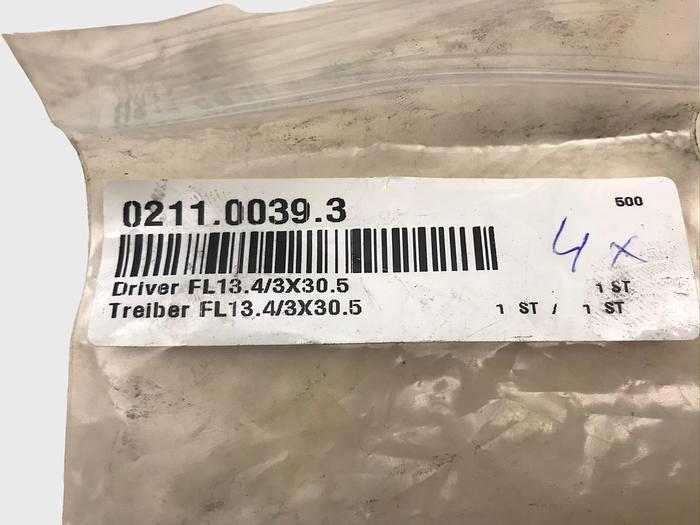 0211.0039.3
500
4x
Driver FL13.4/3X30.5
1 ST
Treiber FL13.4/3X30.5
1 ST / 1 ST